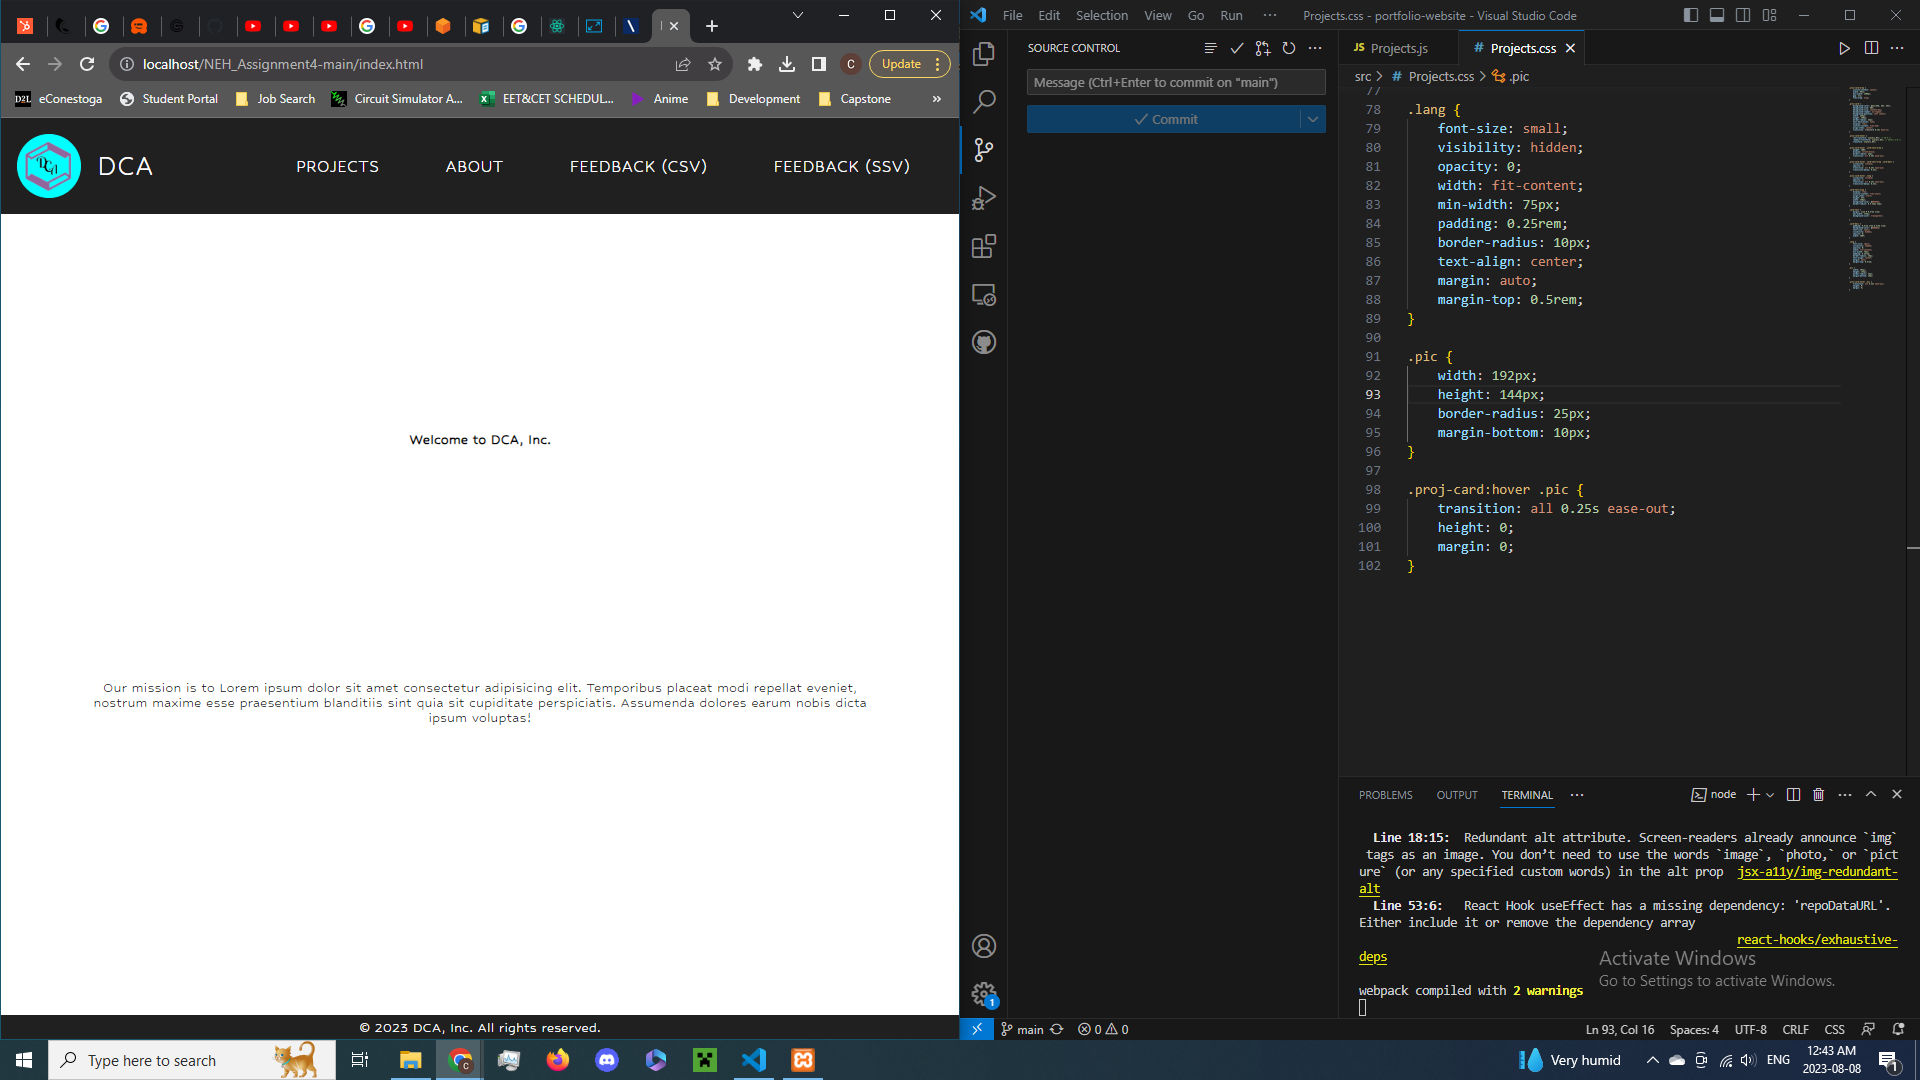 localhost/NEH_Assignment4-main/index.html
C
Update
D2L eConestoga
Student Portal
Job Search
Circuit Simulator A...
EET&CET SCHEDUL...
Anime
Development
Capstone
»
DCA
DCA
PROJECTS
ABOUT
FEEDBACK (CSV)
FEEDBACK (SSV)
Welcome to DCA, Inc.
Our mission is to Lorem ipsum dolor sit amet consectetur adipisicing elit. Temporibus placeat modi repellat eveniet,
nostrum maxime esse praesentium blanditiis sint quia sit cupiditate perspiciatis. Assumenda dolores earum nobis dicta
ipsum voluptas!
© 2023 DCA, Inc. All rights reserved.
File Edit Selection View Go Run ···
Projects.css - portfolio-website - Visual Studio Code
SOURCE CONTROL
Message (Ctrl+Enter to commit on "main")
Commit
1
JS Projects.js
# Projects.css
src > # Projects.css > .pic
77
78 .lang {
79 font-size: small;
80 visibility: hidden;
81 opacity: 0;
82 width: fit-content;
83 min-width: 75px;
84 padding: 0.25rem;
85 border-radius: 10px;
86 text-align: center;
87 margin: auto;
88 margin-top: 0.5rem;
89 }
90
91 .pic {
92 width: 192px;
93 height: 144px;
94 border-radius: 25px;
95 margin-bottom: 10px;
96 }
97
98 .proj-card:hover .pic {
99 transition: all 0.25s ease-out;
100 height: 0;
101 margin: 0;
102 }
PROBLEMS OUTPUT TERMINAL ···
node
Line 18:15: Redundant alt attribute. Screen-readers already announce `img`
tags as an image. You don’t need to use the words `image`, `photo,` or `pict
ure` (or any specified custom words) in the alt prop jsx-a11y/img-redundant-
alt
Line 53:6: React Hook useEffect has a missing dependency: 'repoDataURL'.
Either include it or remove the dependency array
react-hooks/exhaustive-
deps
webpack compiled with 2 warnings
Activate Windows
Go to Settings to activate Windows.
main
0 0
Ln 93, Col 16
Spaces: 4
UTF-8
CRLF
CSS
Type here to search
Very humid
ENG
12:43 AM
2023-08-08
1